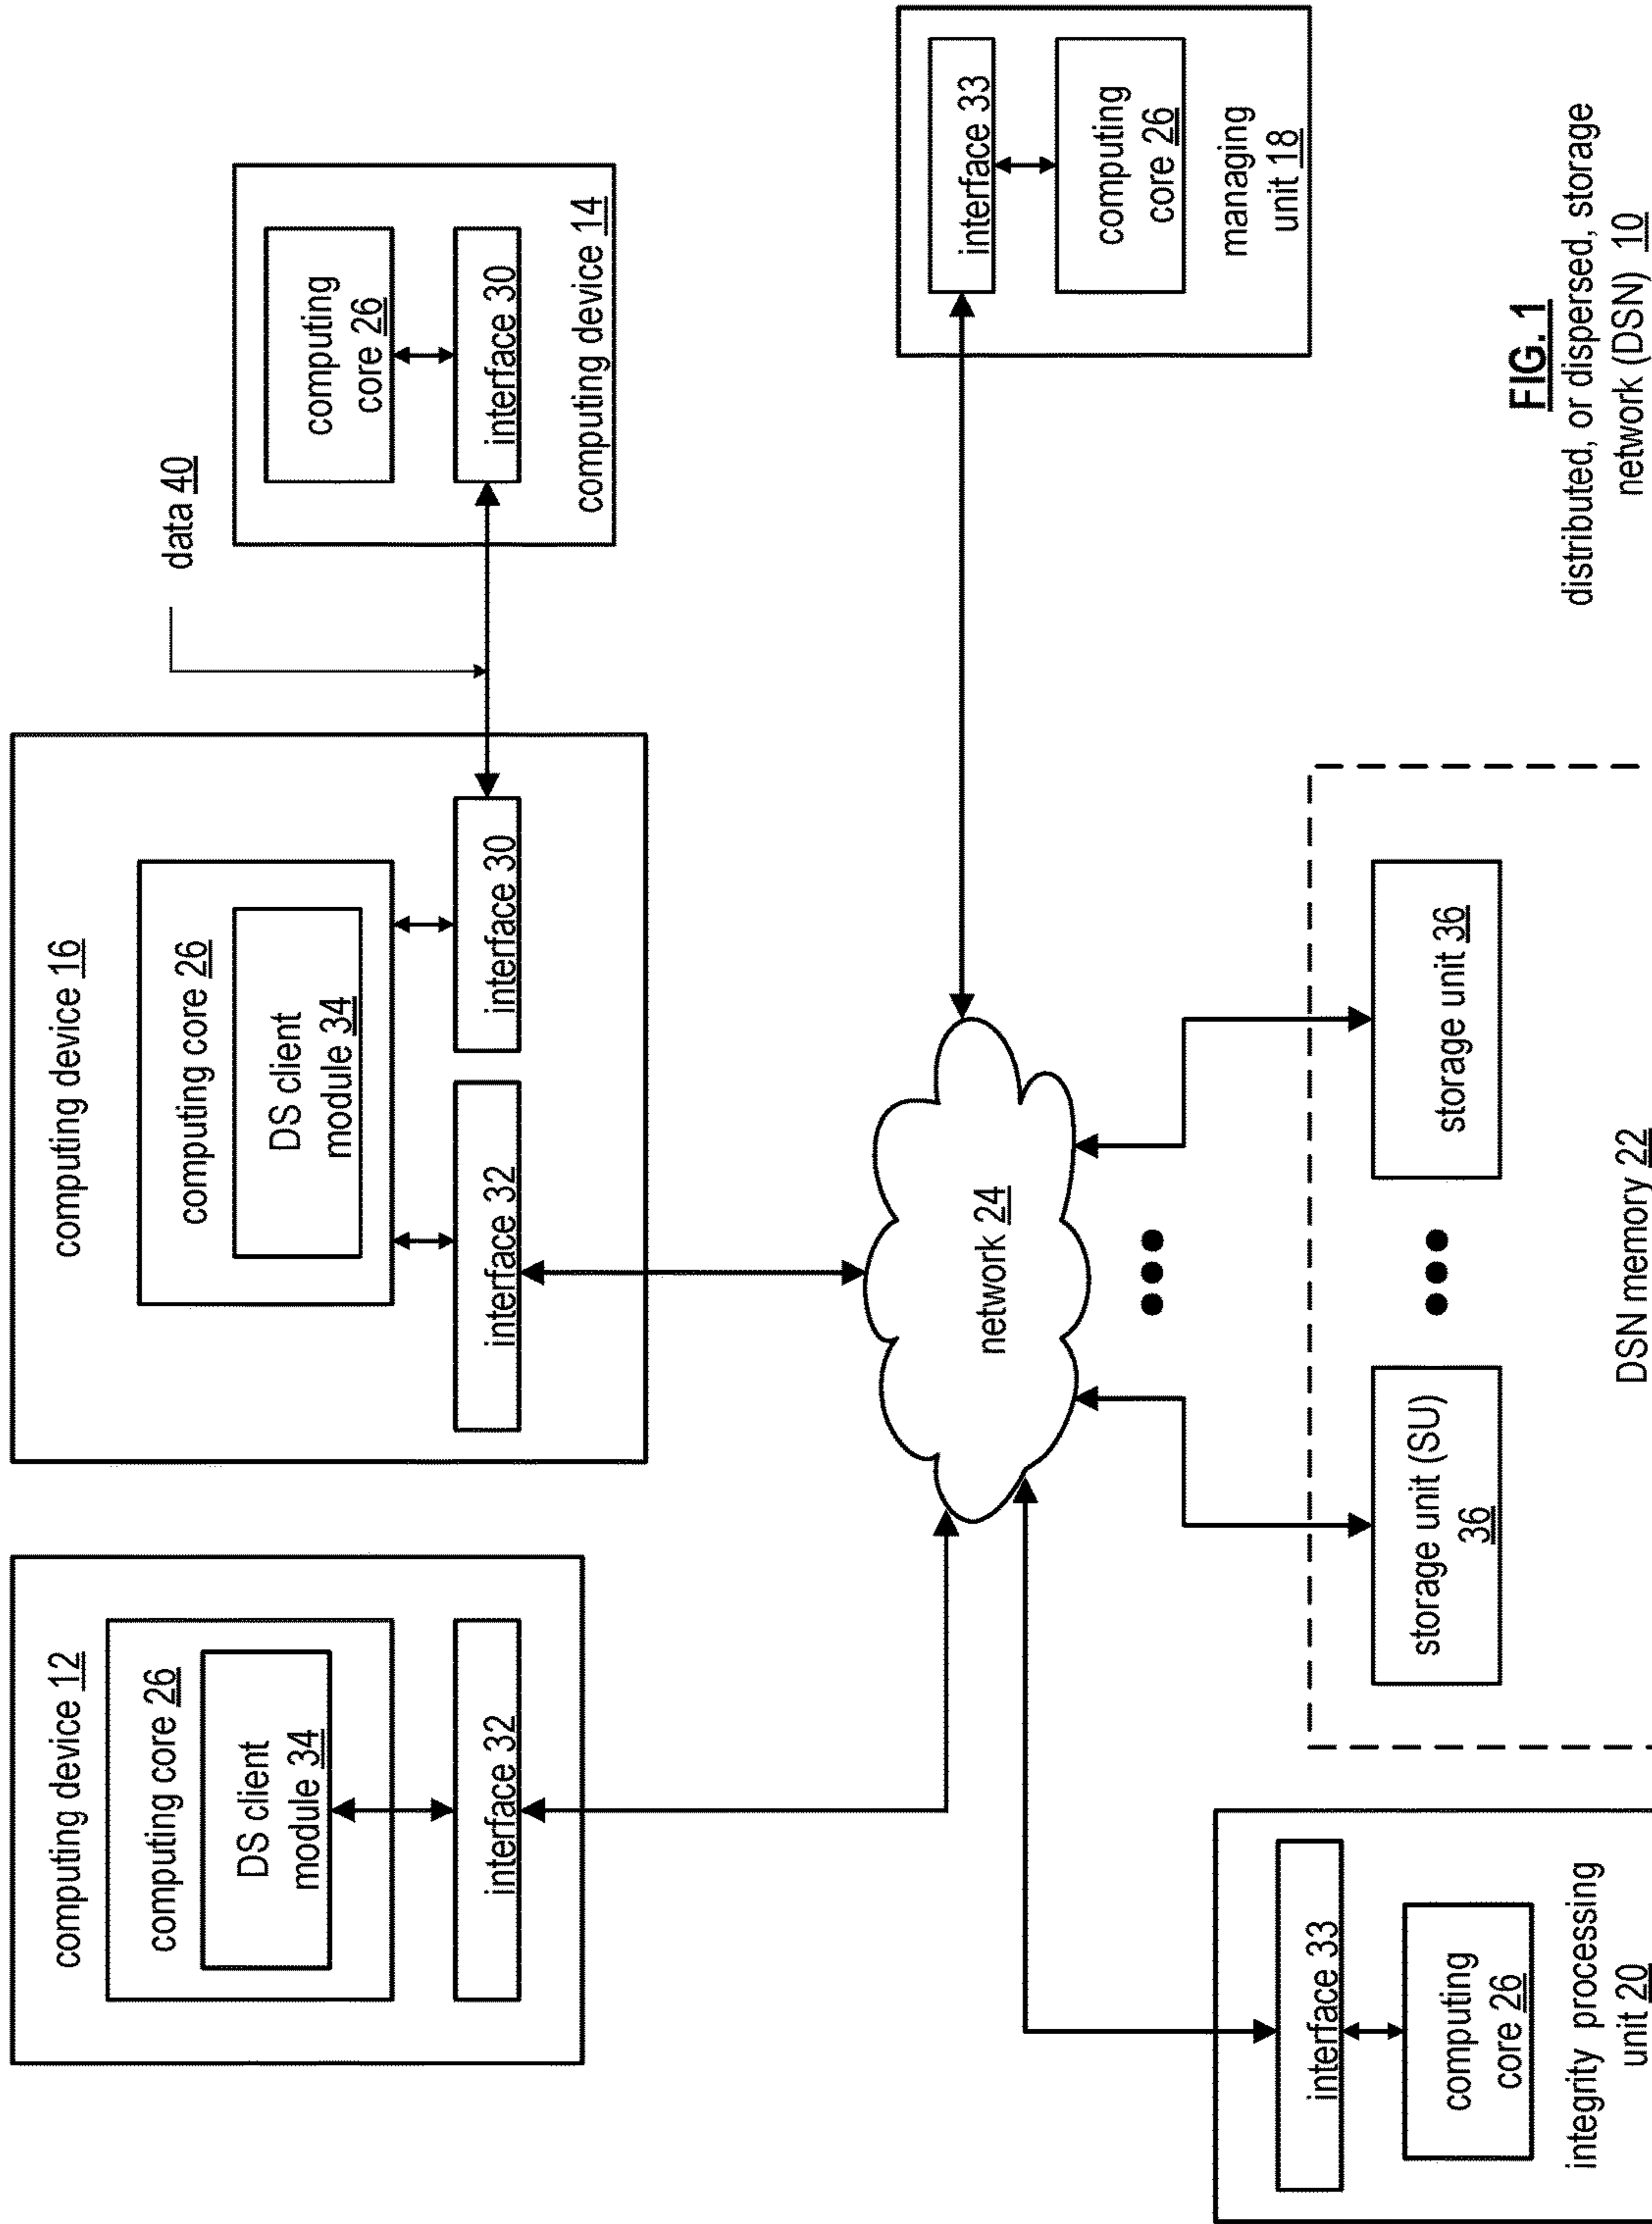 computing device 12
computing core 26
DS client
module 34
interface 32
computing device 16
computing core 26
DS client
module 34
interface 32
interface 30
data 40
computing
core 26
interface 30
computing device 14
network 24
interface 33
computing
core 26
managing
unit 18
interface 33
computing
core 26
integrity processing
unit 20
storage unit (SU)
36
storage unit 36
DSN memory 22
FIG. 1
distributed, or dispersed, storage
network (DSN) 10